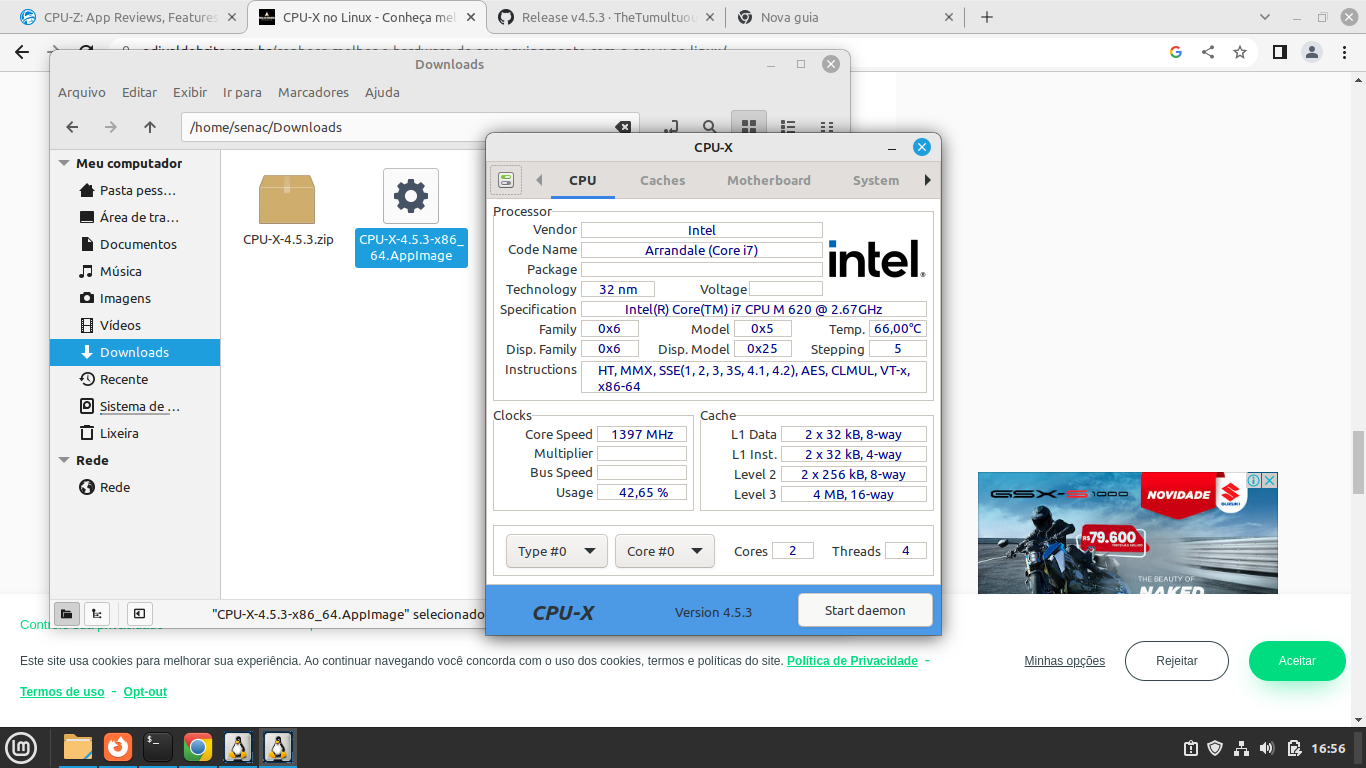 CPU-Z: App Reviews, Features
CPU-X no Linux - Conheça mel
Release v4.5.3 · TheTumultuou
Nova guia
Downloads
Arquivo Editar Exibir Ir para Marcadores Ajuda
/home/senac/Downloads
Meu computador
Pasta pess…
Área de tra…
Documentos
Música
Imagens
Vídeos
Downloads
Recente
Sistema de …
Lixeira
Rede
Rede
CPU-X-4.5.3.zip
CPU-X-4.5.3-x86_
64.AppImage
"CPU-X-4.5.3-x86_64.AppImage" selecionado
CPU-X
CPU Caches Motherboard System
Processor
Vendor Intel
Code Name Arrandale (Core i7)
Package
intel®
Technology 32 nm Voltage
Specification Intel(R) Core(TM) i7 CPU M 620 @ 2.67GHz
Family 0x6 Model 0x5 Temp. 66,00°C
Disp. Family 0x6 Disp. Model 0x25 Stepping 5
Instructions HT, MMX, SSE(1, 2, 3, 3S, 4.1, 4.2), AES, CLMUL, VT-x,
x86-64
Clocks
Core Speed 1397 MHz
Multiplier
Bus Speed
Usage 42,65 %
Cache
L1 Data 2 x 32 kB, 8-way
L1 Inst. 2 x 32 kB, 4-way
Level 2 2 x 256 kB, 8-way
Level 3 4 MB, 16-way
Type #0 Core #0 Cores 2 Threads 4
CPU-X Version 4.5.3 Start daemon
GSX-S1000 NOVIDADE
SUZUKI
R$79.600
THE BEAUTY OF
NAKED
Este site usa cookies para melhorar sua experiência. Ao continuar navegando você concorda com o uso dos cookies, termos e políticas do site. Política de Privacidade -
Termos de uso - Opt-out
Minhas opções Rejeitar Aceitar
16:56